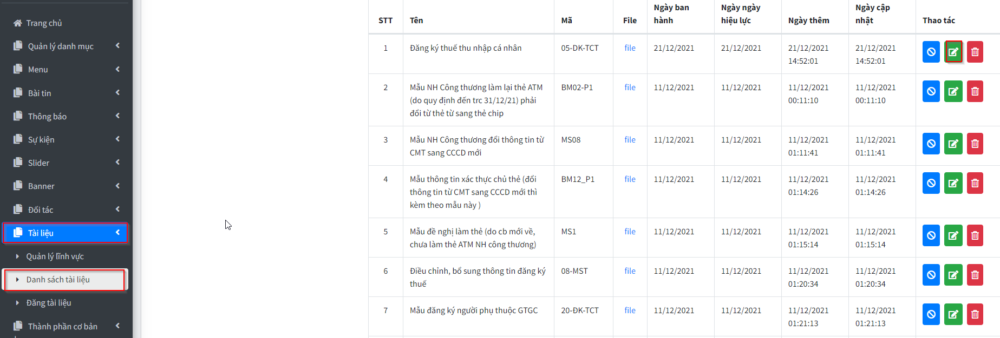 Trang chủ
Quản lý danh mục
Menu
Bài tin
Thông báo
Sự kiện
Slider
Banner
Đối tác
Tài liệu
Quản lý lĩnh vực
Danh sách tài liệu
Đăng tài liệu
Thành phần cơ bản
STT Tên Mã File Ngày ban hành Ngày ngày hiệu lực Ngày thêm Ngày cập nhật Thao tác
1 Đăng ký thuế thu nhập cá nhân 05-DK-TCT file 21/12/2021 21/12/2021 21/12/2021 21/12/2021
14:52:01 14:52:01
2 Mẫu NH Công thương làm lại thẻ ATM BM02-P1 file 11/12/2021 11/12/2021 11/12/2021 11/12/2021
(do quy định đến trc 31/12/21) phải 00:11:10 00:11:10
đổi từ thẻ từ sang thẻ chip
3 Mẫu NH Công thương đổi thông tin từ MS08 file 11/12/2021 11/12/2021 11/12/2021 11/12/2021
CMT sang CCCD mới 01:11:41 01:11:41
4 Mẫu thông tin xác thực chủ thẻ (đổi BM12_P1 file 11/12/2021 11/12/2021 11/12/2021 11/12/2021
thông tin từ CMT sang CCCD mới thì 01:14:26 01:14:26
kèm theo mẫu này )
5 Mẫu đề nghị làm thẻ (do cb mới về, MS1 file 11/12/2021 11/12/2021 11/12/2021 11/12/2021
chưa làm thẻ ATM NH công thương) 01:15:14 01:15:14
6 Điều chỉnh, bổ sung thông tin đăng ký 08-MST file 11/12/2021 11/12/2021 11/12/2021 11/12/2021
thuế 01:20:34 01:20:34
7 Mẫu đăng ký người phụ thuộc GTGC 20-ĐK-TCT file 11/12/2021 11/12/2021 11/12/2021 11/12/2021
01:21:13 01:21:13